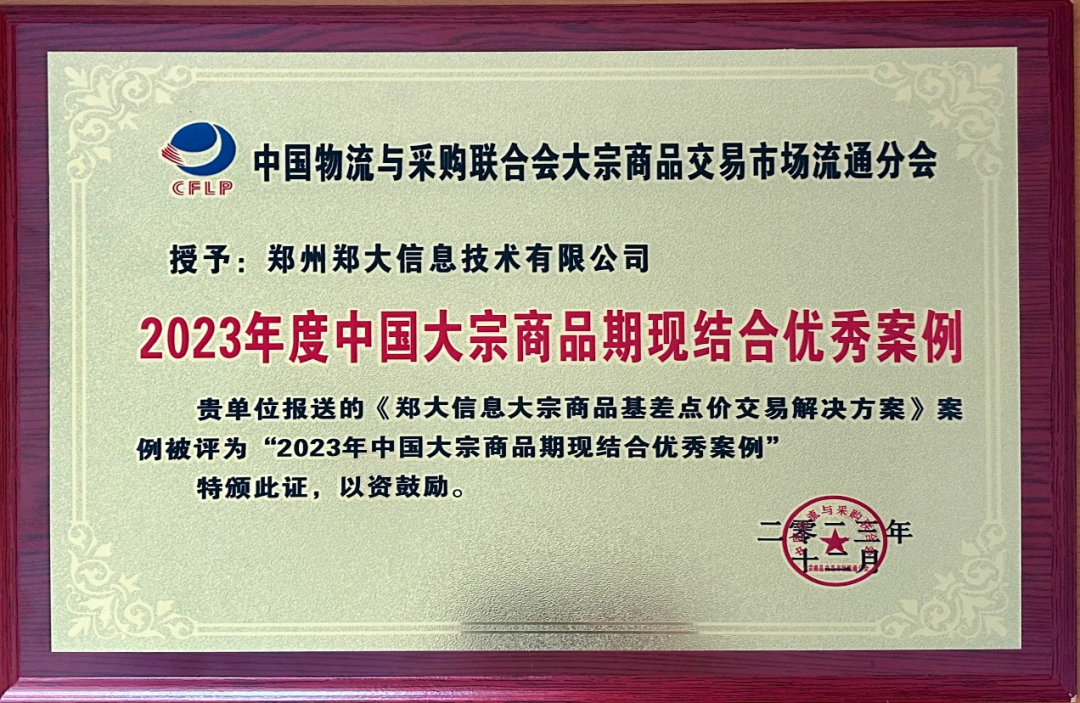 中国物流与采购联合会大宗商品交易市场流通分会
CFLP
授予：郑州郑大信息技术有限公司
2023年度中国大宗商品期现结合优秀案例
贵单位报送的《郑大信息大宗商品基差点价交易解决方案》案
例被评为“2023年中国大宗商品期现结合优秀案例”
特颁此证，以资鼓励。
二零二三年
十二月